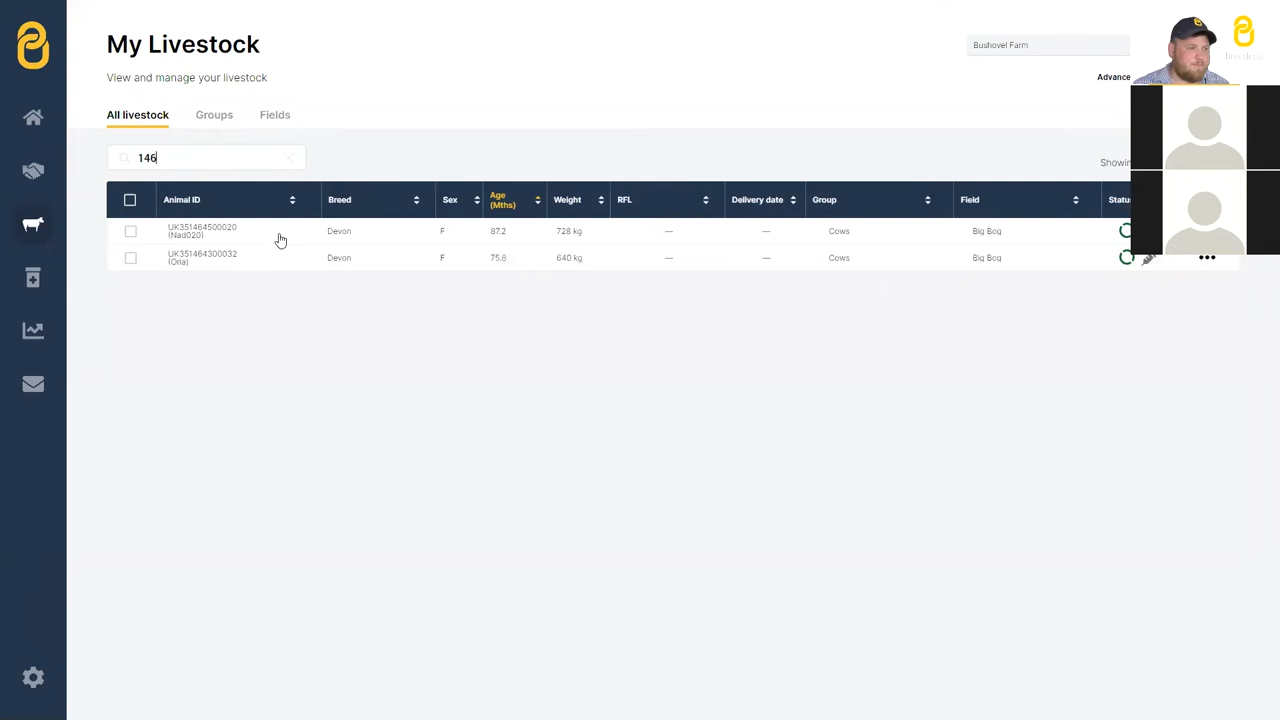 My Livestock
Bushovel Farm
View and manage your livestock
Advance
All livestock Groups Fields
146
Showin
Animal ID Breed Sex Age (Mths) Weight RFL Delivery date Group Field Status
UK351464500020 (Nad020) Devon F 87.2 728 kg — — Cows Big Bog
UK351464300032 (Oria) Devon F 75.8 640 kg — — Cows Big Bog